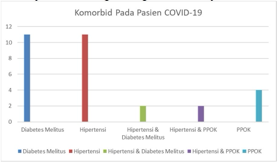 Komorbid Pada Pasien COVID-19
12
10
8
6
4
2
0
Diabetes Melitus
Hipertensi
Hipertensi &
Diabetes Melitus
Hipertensi & PPOK
PPOK
Diabetes Melitus
Hipertensi
Hipertensi & Diabetes Melitus
Hipertensi & PPOK
PPOK